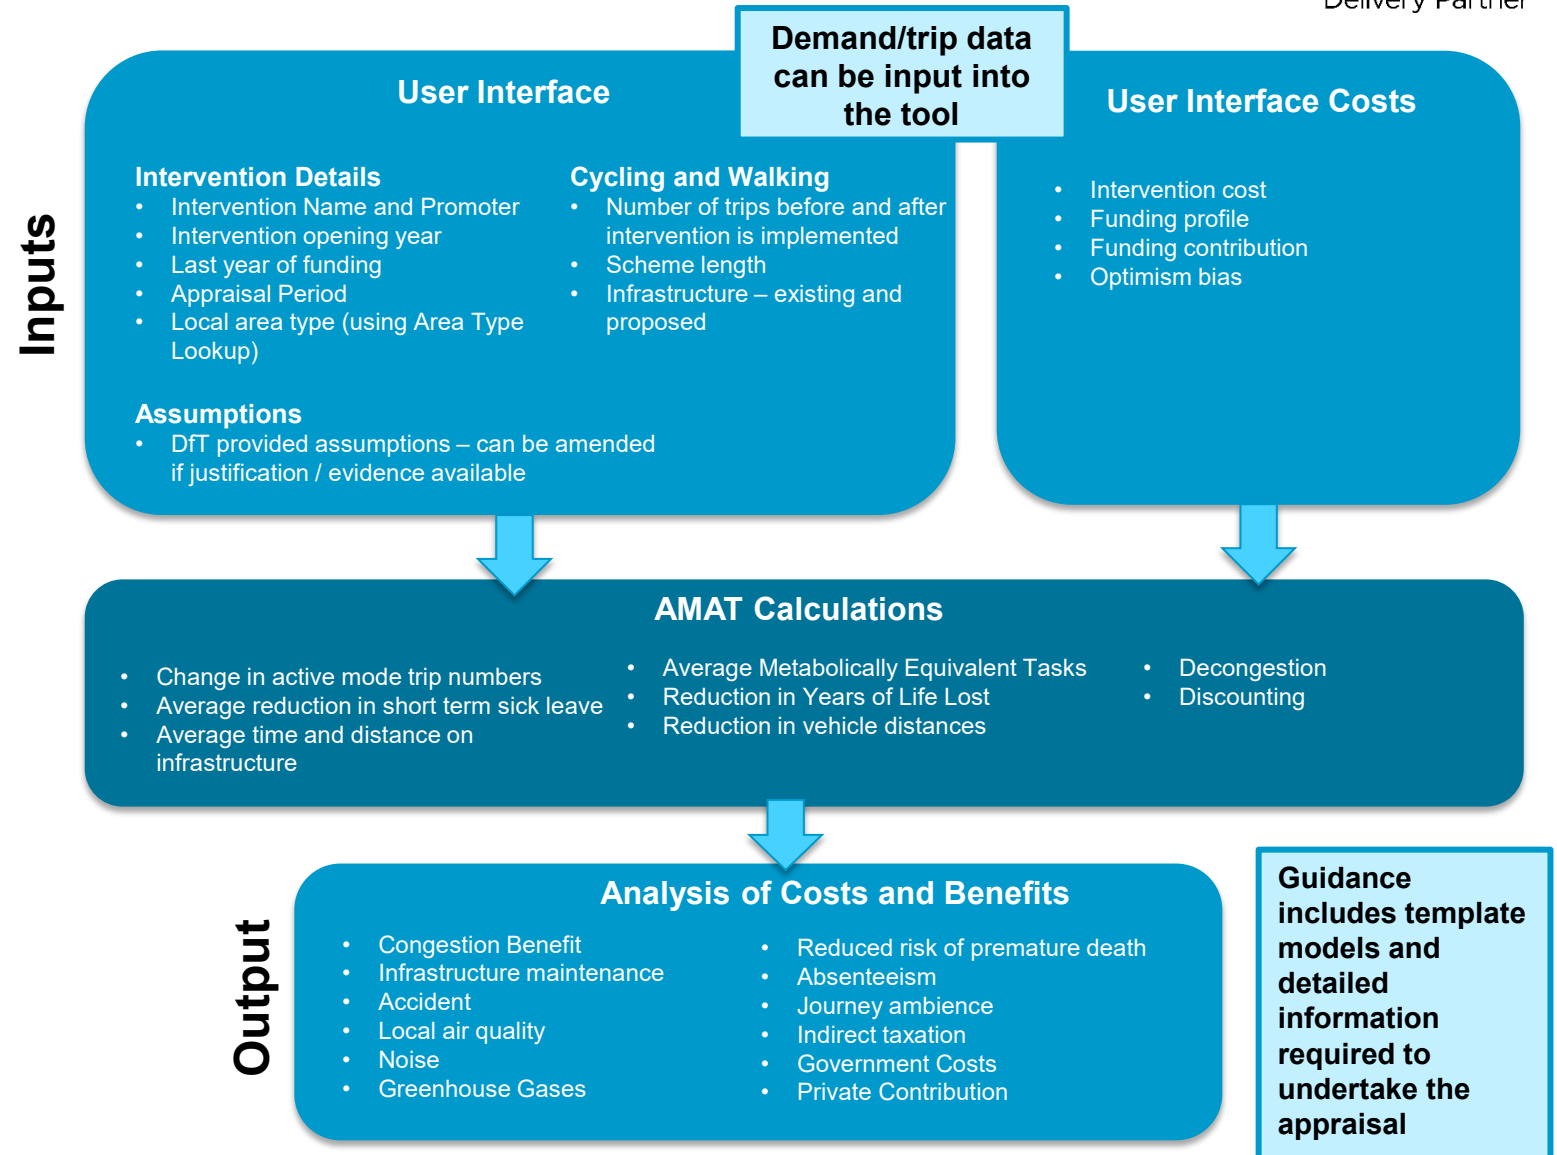 Delivery Partner
Demand/trip data
can be input into
the tool
Inputs
User Interface
Intervention Details
• Intervention Name and Promoter
• Intervention opening year
• Last year of funding
• Appraisal Period
• Local area type (using Area Type
Lookup)
Cycling and Walking
• Number of trips before and after
intervention is implemented
• Scheme length
• Infrastructure – existing and
proposed
Assumptions
• DfT provided assumptions – can be amended
if justification / evidence available
User Interface Costs
• Intervention cost
• Funding profile
• Funding contribution
• Optimism bias
AMAT Calculations
• Change in active mode trip numbers
• Average reduction in short term sick leave
• Average time and distance on
infrastructure
• Average Metabolically Equivalent Tasks
• Reduction in Years of Life Lost
• Reduction in vehicle distances
• Decongestion
• Discounting
Output
Analysis of Costs and Benefits
• Congestion Benefit
• Infrastructure maintenance
• Accident
• Local air quality
• Noise
• Greenhouse Gases
• Reduced risk of premature death
• Absenteeism
• Journey ambience
• Indirect taxation
• Government Costs
• Private Contribution
Guidance
includes template
models and
detailed
information
required to
undertake the
appraisal